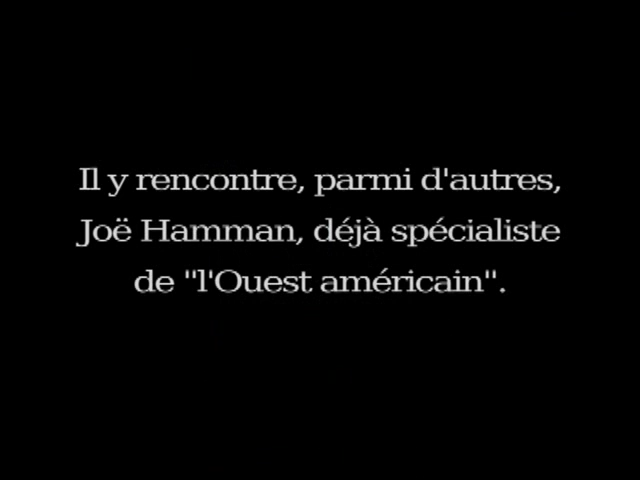 Il y rencontre, parmi d'autres,
Joë Hamman, déjà spécialiste
de "l'Ouest américain".